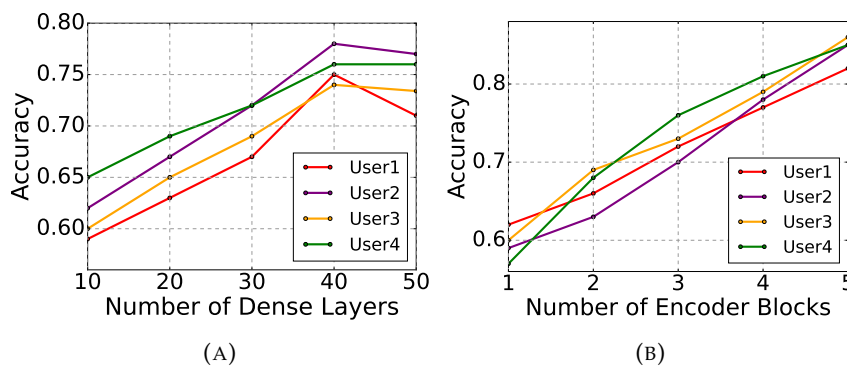 0.80
0.75
0.70
0.65
0.60
Accuracy
User1
User2
User3
User4
10 20 30 40 50
Number of Dense Layers
(A)
0.8
0.7
0.6
Accuracy
User1
User2
User3
User4
1 2 3 4 5
Number of Encoder Blocks
(B)